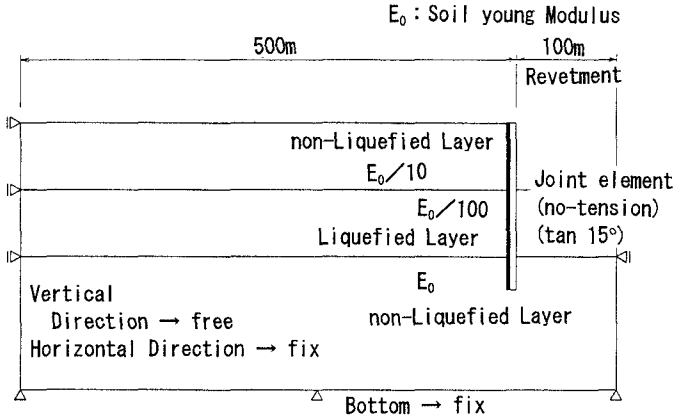 E₀ : Soil young Modulus
500m
100m
Revetment
non-Liquefied Layer
E₀/10
Joint element
(no-tension)
(tan 15°)
E₀/100
Liquefied Layer
E₀
non-Liquefied Layer
Vertical
Direction → free
Horizontal Direction → fix
Bottom → fix